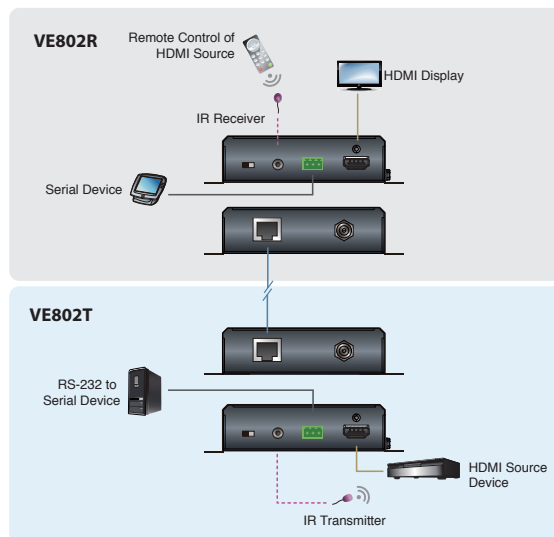 VE802R
Remote Control of
HDMI Source
HDMI Display
IR Receiver
Serial Device
VE802T
RS-232 to
Serial Device
HDMI Source
Device
IR Transmitter